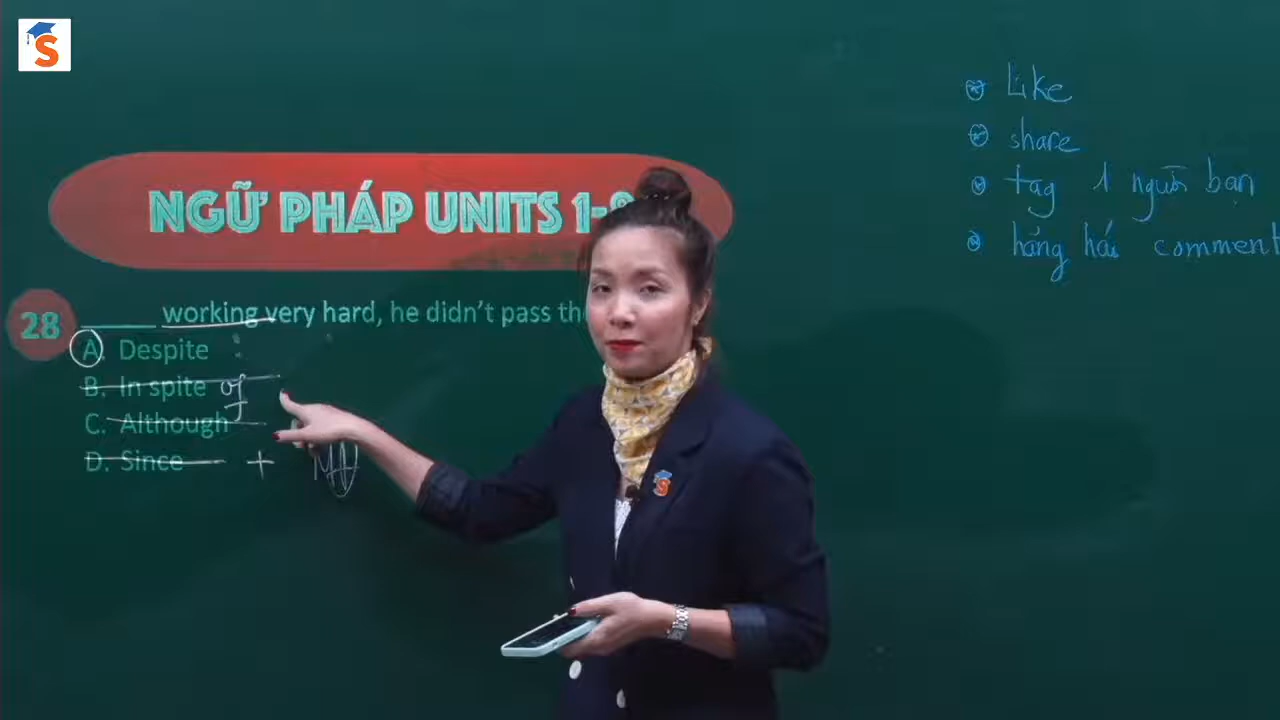 S
NGỮ PHÁP UNITS 1-
28 ______ working very hard, he didn't pass th
A. Despite
B. In spite of
C. Although
D. Since +
Like
share
tag 1 người bạn
hăng hái comment
S